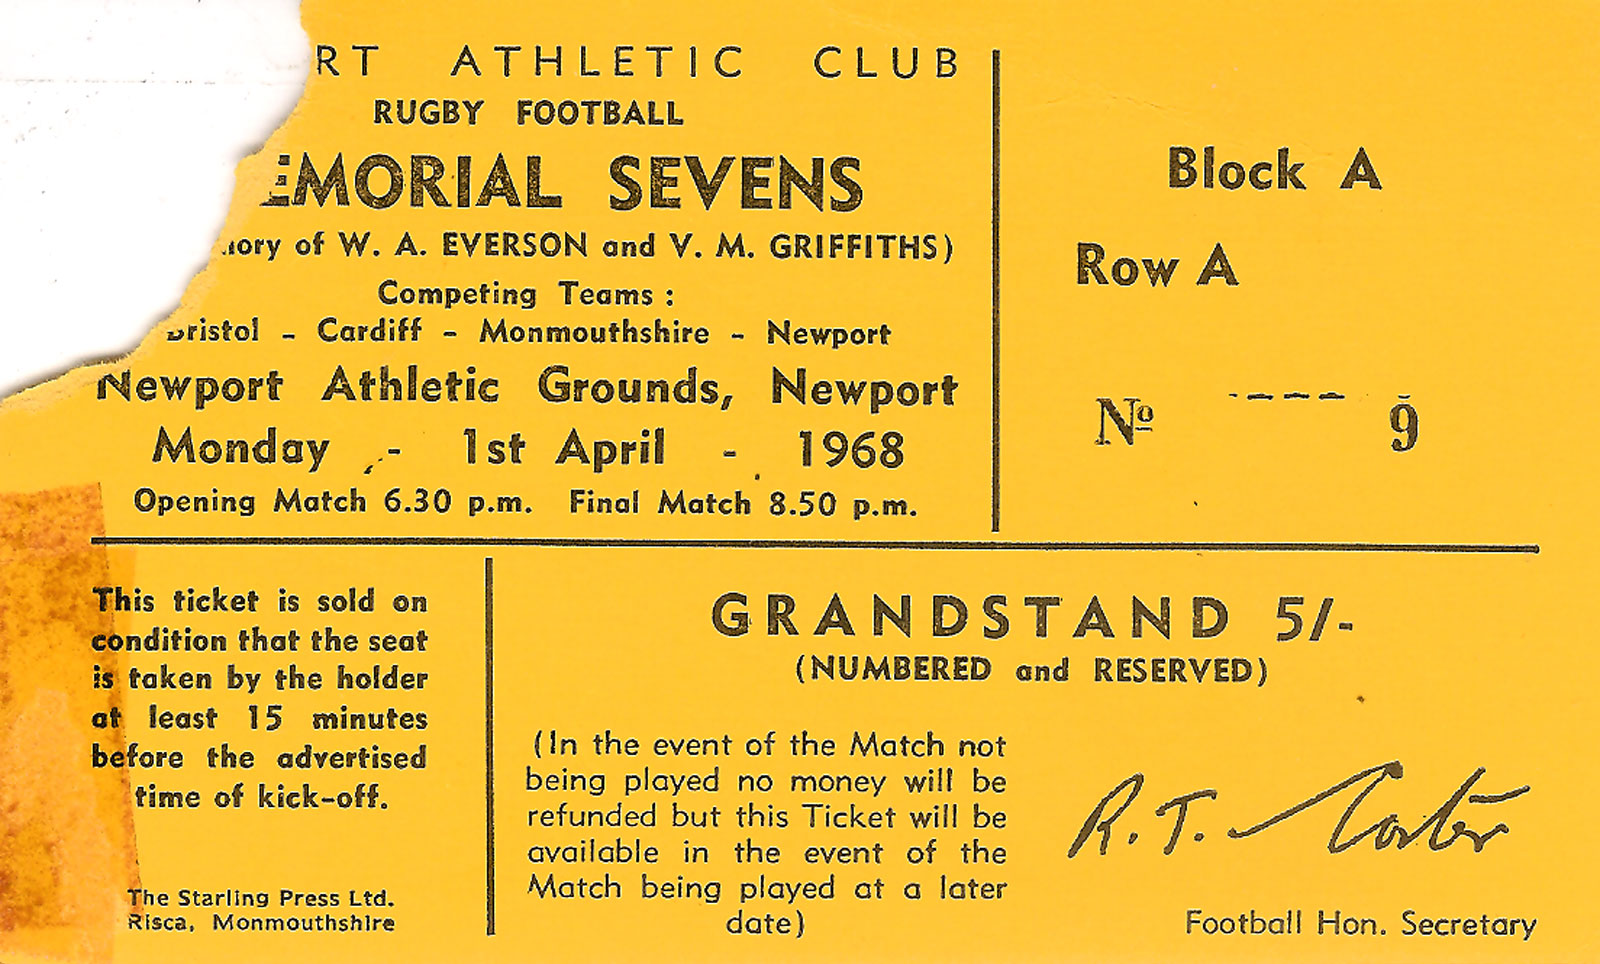 RT ATHLETIC CLUB
RUGBY FOOTBALL
EMORIAL SEVENS
ory of W. A. EVERSON and V. M. GRIFFITHS)
Competing Teams :
Bristol - Cardiff - Monmouthshire - Newport
Newport Athletic Grounds, Newport
Monday - 1st April - 1968
Opening Match 6.30 p.m. Final Match 8.50 p.m.
Block A
Row A
Nº ---- 9
This ticket is sold on
condition that the seat
is taken by the holder
at least 15 minutes
before the advertised
time of kick-off.
The Starling Press Ltd.
Risca, Monmouthshire
GRANDSTAND 5/-
(NUMBERED and RESERVED)
(In the event of the Match not
being played no money will be
refunded but this Ticket will be
available in the event of the
Match being played at a later
date)
R. T.
Football Hon. Secretary